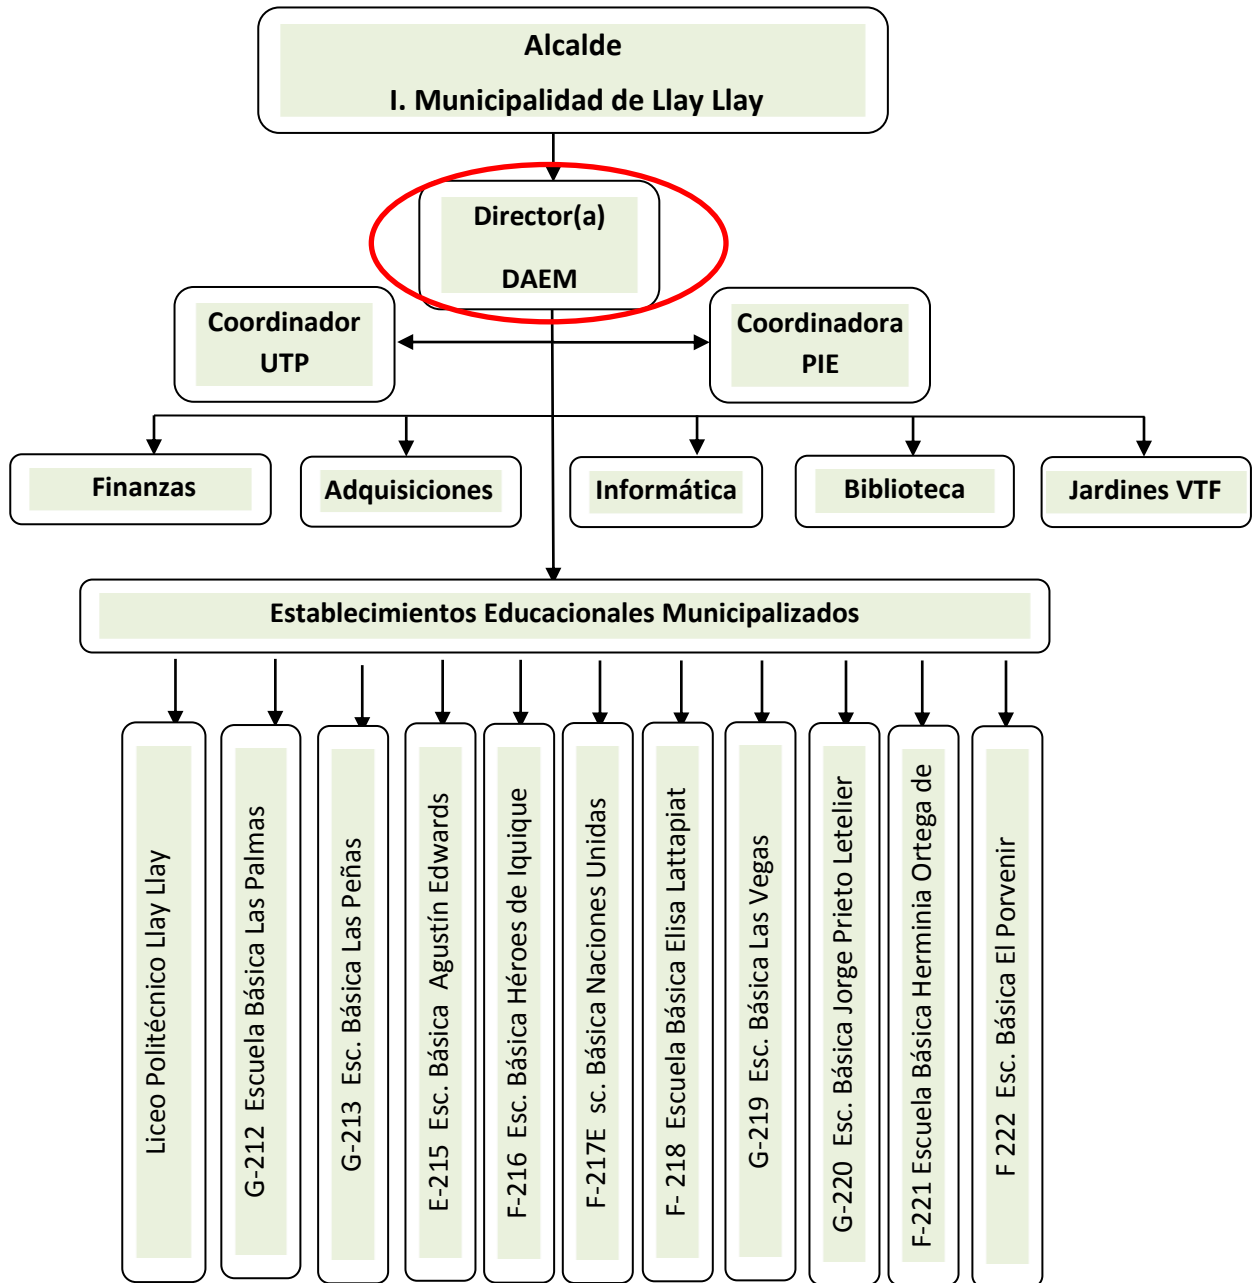 Alcalde
I. Municipalidad de Llay Llay
Director(a)
DAEM
Coordinador
UTP
Coordinadora
PIE
Finanzas
Adquisiciones
Informática
Biblioteca
Jardines VTF
Establecimientos Educacionales Municipalizados
Liceo Politécnico Llay Llay
G-212 Escuela Básica Las Palmas
G-213 Esc. Básica Las Peñas
E-215 Esc. Básica Agustín Edwards
F-216 Esc. Básica Héroes de Iquique
F-217E sc. Básica Naciones Unidas
F- 218 Escuela Básica Elisa Lattapiat
G-219 Esc. Básica Las Vegas
G-220 Esc. Básica Jorge Prieto Letelier
F-221 Escuela Básica Herminia Ortega de
F 222 Esc. Básica El Porvenir